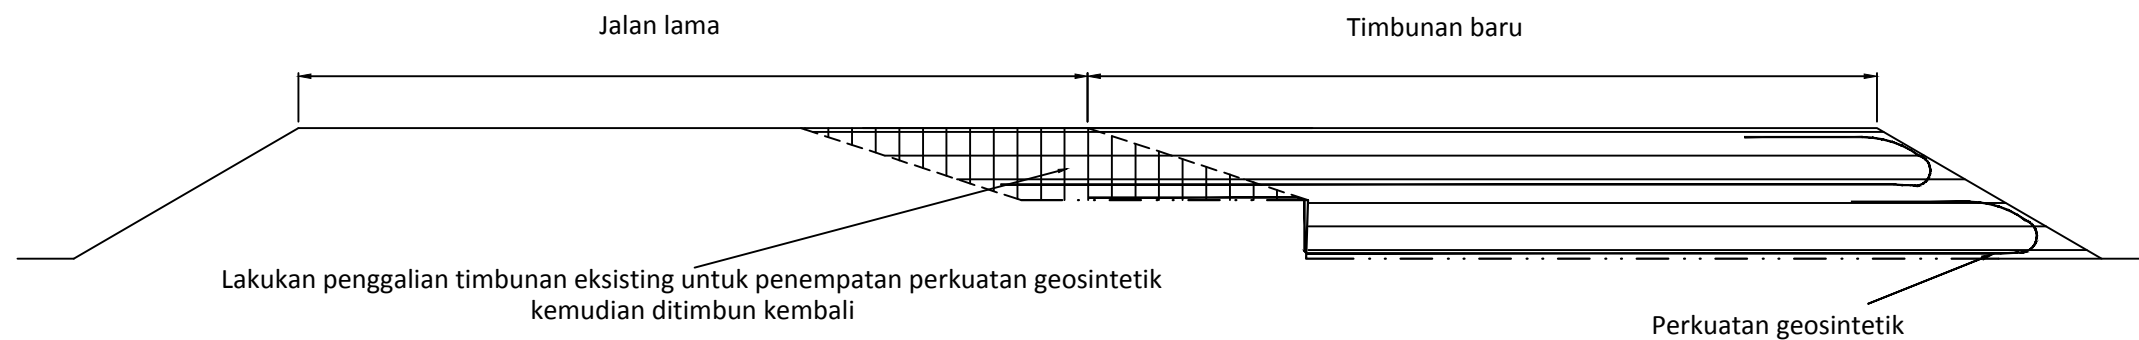 Jalan lama
Timbunan baru
Lakukan penggalian timbunan eksisting untuk penempatan perkuatan geosintetik
kemudian ditimbun kembali
Perkuatan geosintetik